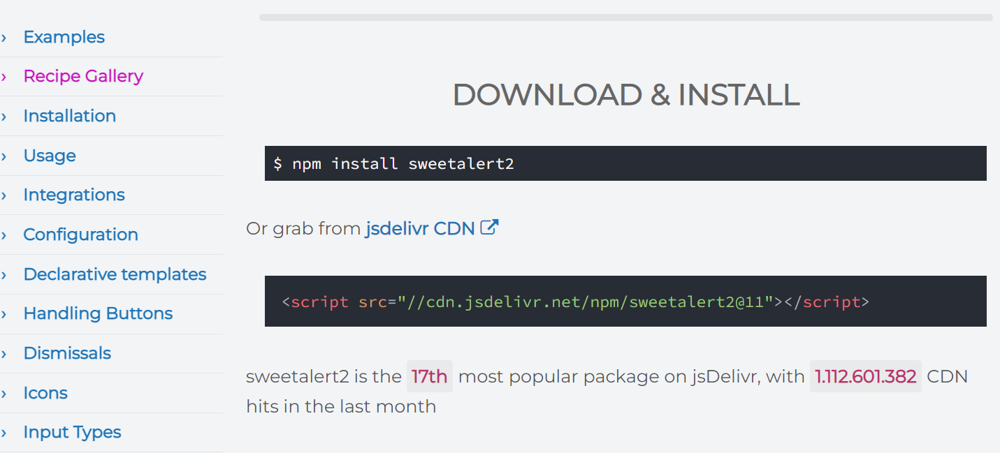 Examples
Recipe Gallery
Installation
Usage
Integrations
Configuration
Declarative templates
Handling Buttons
Dismissals
Icons
Input Types
DOWNLOAD & INSTALL
$ npm install sweetalert2
Or grab from jsdelivr CDN
<script src="//cdn.jsdelivr.net/npm/sweetalert2@11"></script>
sweetalert2 is the 17th most popular package on jsDelivr, with 1.112.601.382 CDN
hits in the last month